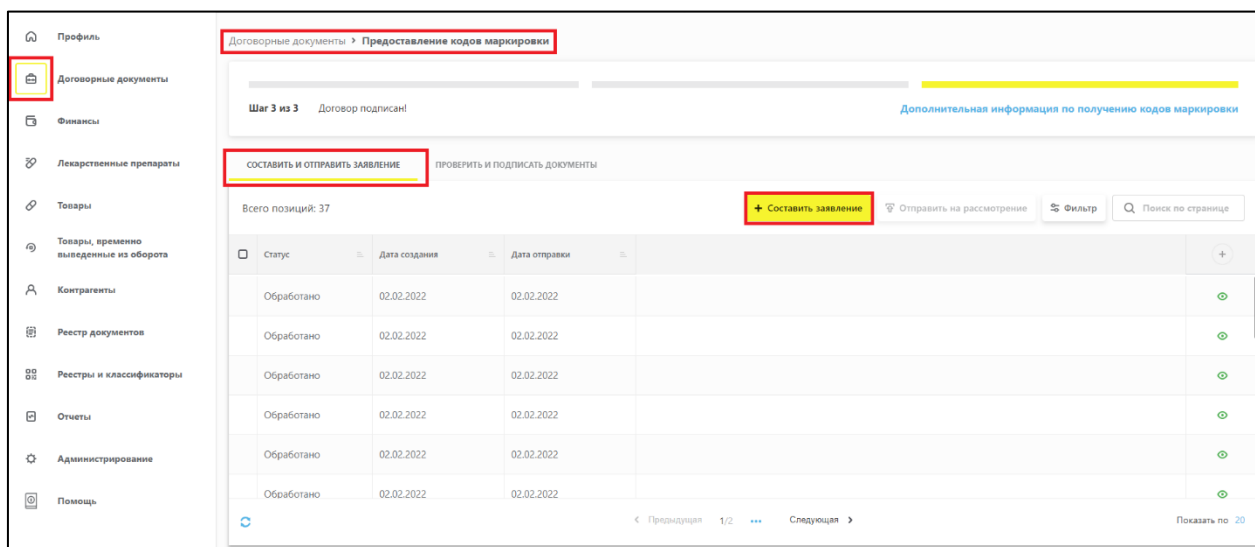 Профиль
Договорные документы
Финансы
Лекарственные препараты
Товары
Товары, временно
выведенные из оборота
Контрагенты
Реестр документов
Реестры и классификаторы
Отчеты
Администрирование
Помощь
Договорные документы > Предоставление кодов маркировки
Шаг 3 из 3 Договор подписан! Дополнительная информация по получению кодов маркировки
СОСТАВИТЬ И ОТПРАВИТЬ ЗАЯВЛЕНИЕ ПРОВЕРИТЬ И ПОДПИСАТЬ ДОКУМЕНТЫ
Всего позиций: 37 + Составить заявление Отправить на рассмотрение Фильтр Поиск по странице
Статус Дата создания Дата отправки
Обработано 02.02.2022 02.02.2022
Обработано 02.02.2022 02.02.2022
Обработано 02.02.2022 02.02.2022
Обработано 02.02.2022 02.02.2022
Обработано 02.02.2022 02.02.2022
Обработано 02.02.2022 02.02.2022
< Предыдущая 1/2 ••• Следующая > Показать по 20